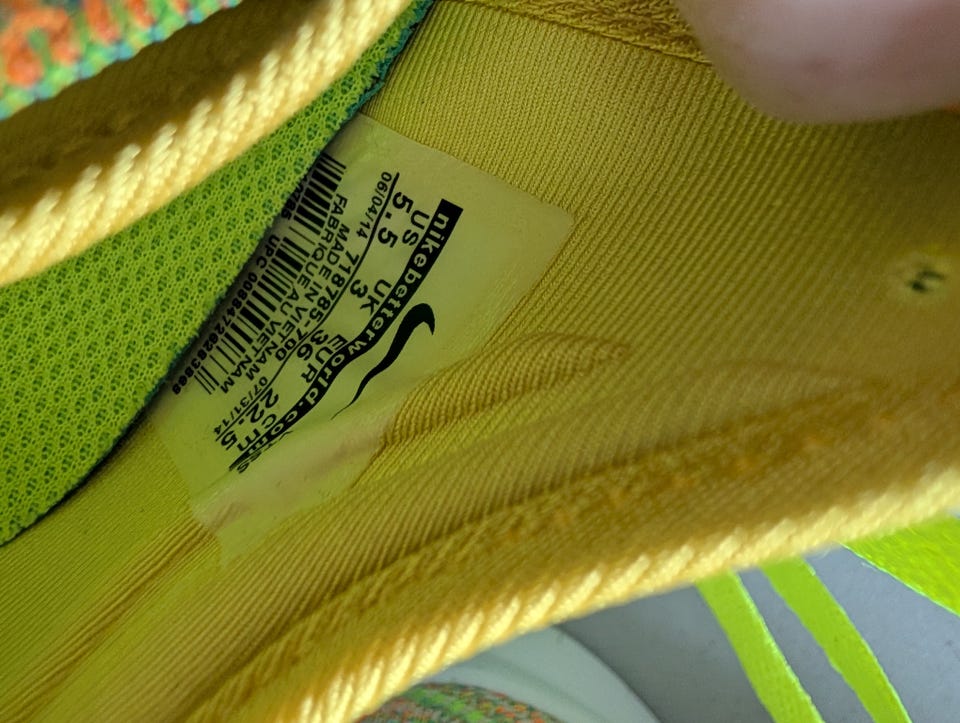 nikebetterworld.com
US UK EUR cm
5.5 3 36 22.5
06/04/14 718785-700 07/31/14
MADE IN VIETNAM
FABRIQUE AU VIETNAM
UPC